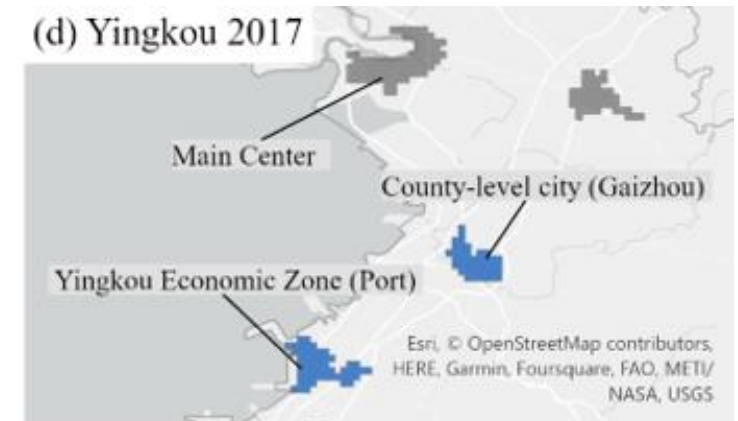 (d) Yingkou 2017
Main Center
County-level city (Gaizhou)
Yingkou Economic Zone (Port)
Esri, © OpenStreetMap contributors,
HERE, Garmin, Foursquare, FAO, METI/
NASA, USGS